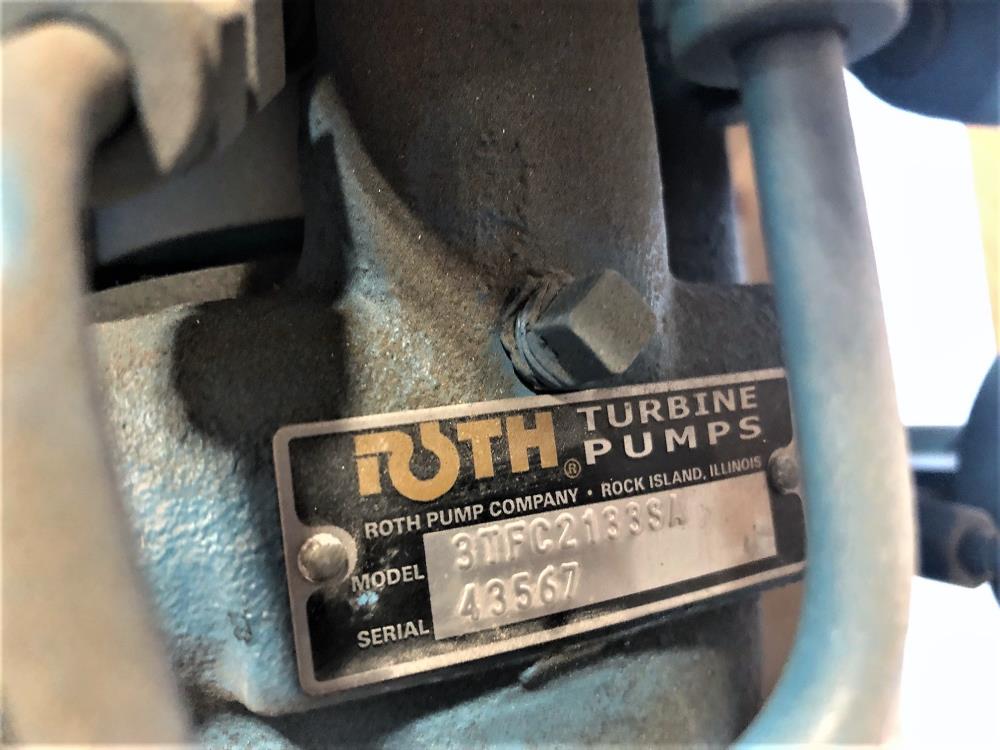 ROTH® TURBINE
PUMPS
ROTH PUMP COMPANY • ROCK ISLAND, ILLINOIS
MODEL 3TFC2133SA
SERIAL 43567